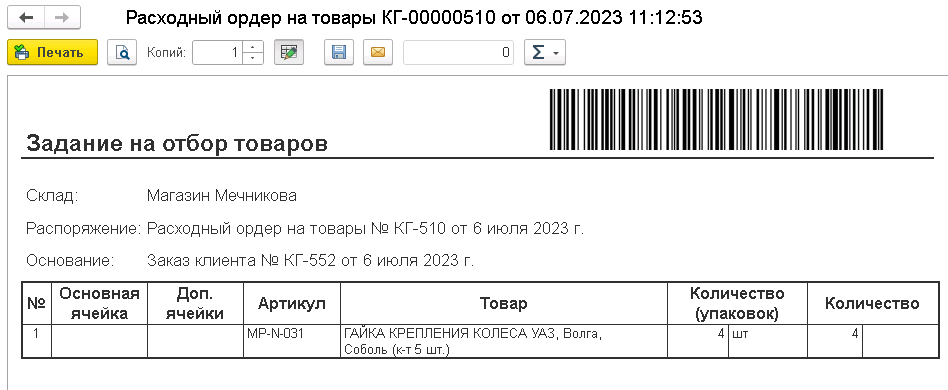 Расходный ордер на товары КГ-00000510 от 06.07.2023 11:12:53
Печать Копий: 1 0 Σ
Задание на отбор товаров
Склад: Магазин Мечникова
Распоряжение: Расходный ордер на товары № КГ-510 от 6 июля 2023 г.
Основание: Заказ клиента № КГ-552 от 6 июля 2023 г.
№ Основная ячейка Доп. ячейки Артикул Товар Количество (упаковок) Количество
1 MP-N-031 ГАЙКА КРЕПЛЕНИЯ КОЛЕСА УАЗ, Волга, 4 шт 4
Соболь (к-т 5 шт.)